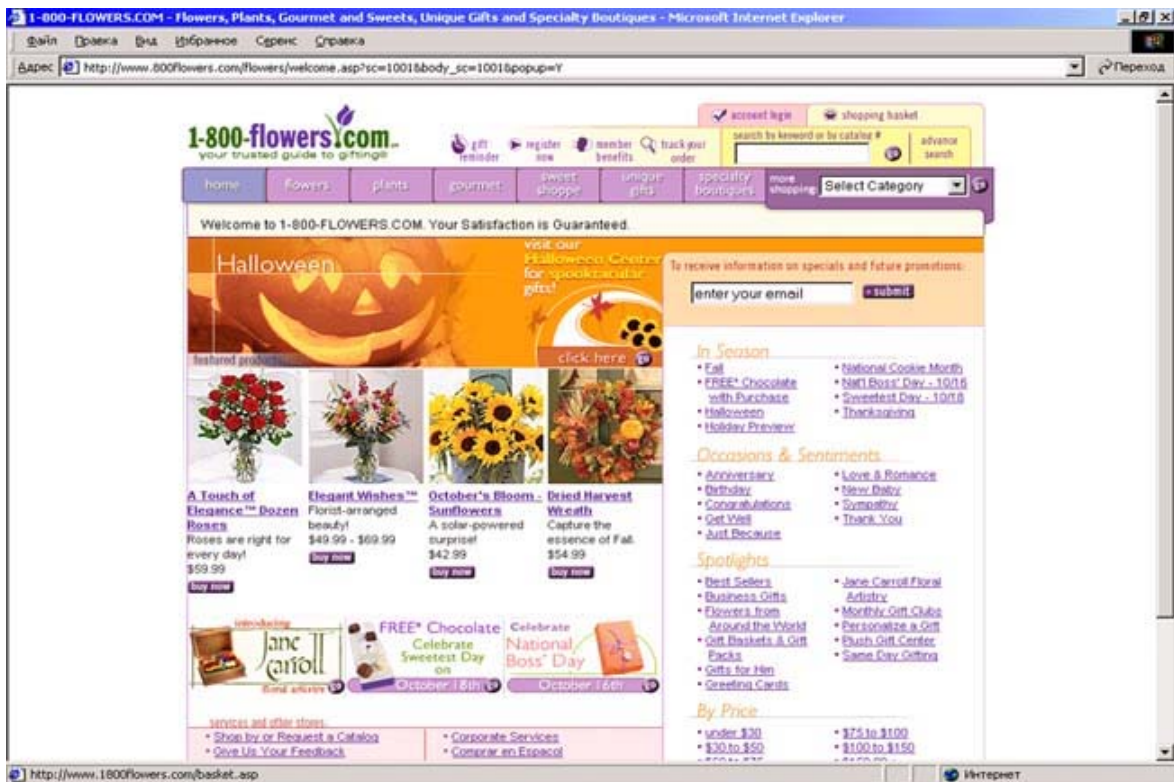 1-800-FLOWERS.COM - Flowers, Plants, Gourmet and Sweets, Unique Gifts and Specialty Boutiques - Microsoft Internet Explorer
Файл Правка Вид Избранное Сервис Справка
Адрес http://www.800flowers.com/flowers/welcome.asp?sc=1001&body_sc=1001&popup=Y Переход
account login shopping basket
1-800-flowers.com
your trusted guide to gifting®
gift reminder
register now
member benefits
track your order
search by keyword or by catalog #
advance search
home flowers plants gourmet sweet shoppe unique gifts specialty boutiques more shopping: Select Category
Welcome to 1-800-FLOWERS.COM. Your Satisfaction is Guaranteed.
Halloween
visit our
Halloween Center
for spooktacular
gifts!
click here
To receive information on specials and future promotions:
enter your email submit
featured products
A Touch of
Elegance™ Dozen
Roses
Roses are right for
every day!
$59.99
buy now
Elegant Wishes™
Florist-arranged
beauty!
$49.99 - $69.99
buy now
October's Bloom -
Sunflowers
A solar-powered
surprise!
$42.99
buy now
Dried Harvest
Wreath
Capture the
essence of Fall.
$54.99
buy now
introducing
Jane
Carroll
floral artistry
FREE* Chocolate
Celebrate
Sweetest Day
on
October 18th
Celebrate
National
Boss' Day
October 16th
services and other stores:
• Shop by or Request a Catalog
• Give Us Your Feedback
• Corporate Services
• Comprar en Espacol
In Season
• Fall
• FREE* Chocolate
with Purchase
• Halloween
• Holiday Preview
• National Cookie Month
• Nat'l Boss' Day - 10/16
• Sweetest Day - 10/18
• Thanksgiving
Occasions & Sentiments
• Anniversary
• Birthday
• Congratulations
• Get Well
• Just Because
• Love & Romance
• New Baby
• Sympathy
• Thank You
Spotlights
• Best Sellers
• Business Gifts
• Flowers from
Around the World
• Gift Baskets & Gift
Packs
• Gifts for Him
• Greeting Cards
• Jane Carroll Floral
Artistry
• Monthly Gift Clubs
• Personalize a Gift
• Plush Gift Center
• Same Day Gifting
By Price
• under $30
• $30 to $50
• $75 to $100
• $100 to $150
http://www.1800flowers.com/basket.asp Интернет